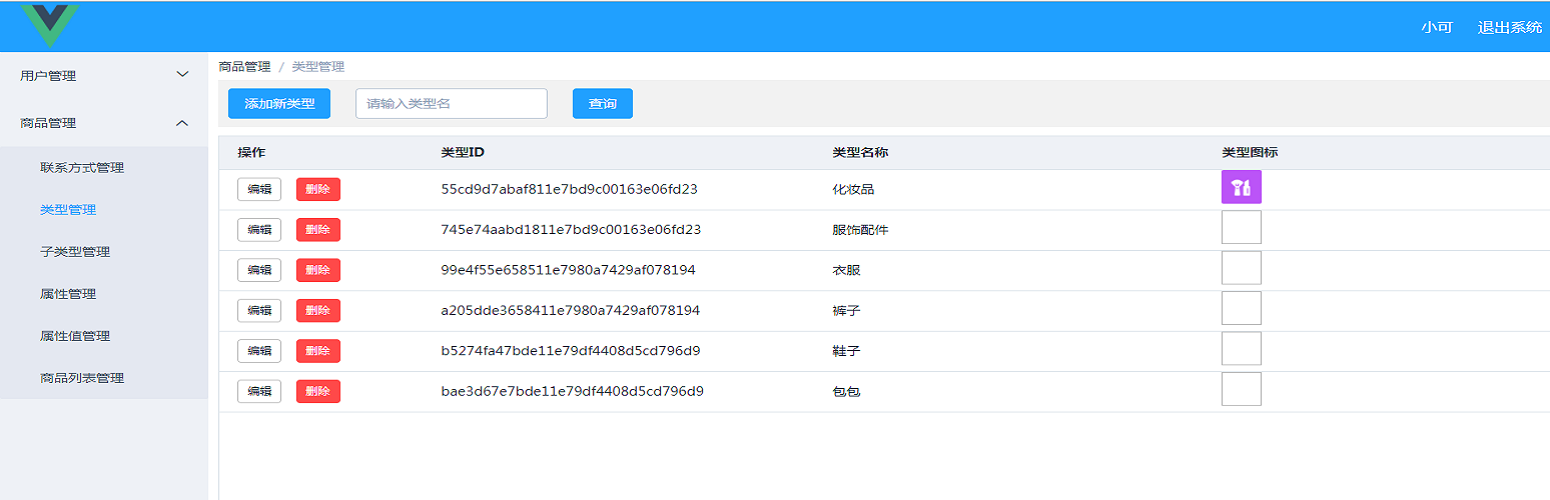 小可 退出系统
用户管理
商品管理
联系方式管理
类型管理
子类型管理
属性管理
属性值管理
商品列表管理
商品管理 / 类型管理
添加新类型 请输入类型名 查询
操作 类型ID 类型名称 类型图标
编辑 删除 55cd9d7abaf811e7bd9c00163e06fd23 化妆品
编辑 删除 745e74aabd1811e7bd9c00163e06fd23 服饰配件
编辑 删除 99e4f55e658511e7980a7429af078194 衣服
编辑 删除 a205dde3658411e7980a7429af078194 裤子
编辑 删除 b5274fa47bde11e79df4408d5cd796d9 鞋子
编辑 删除 bae3d67e7bde11e79df4408d5cd796d9 包包